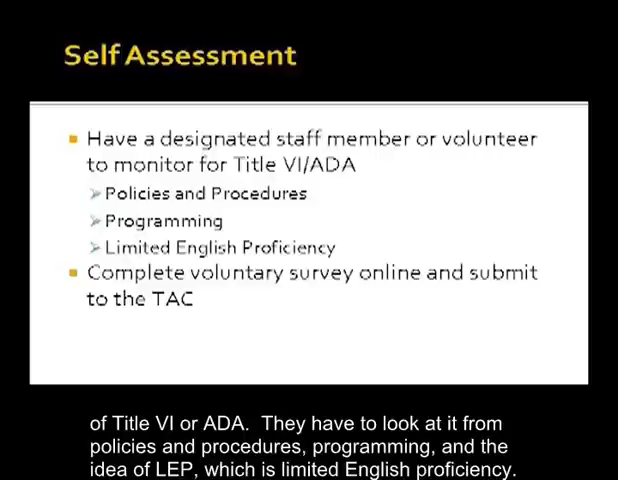 Self Assessment
Have a designated staff member or volunteer
to monitor for Title VI/ADA
Policies and Procedures
Programming
Limited English Proficiency
Complete voluntary survey online and submit
to the TAC
of Title VI or ADA.  They have to look at it from
policies and procedures, programming, and the
idea of LEP, which is limited English proficiency.